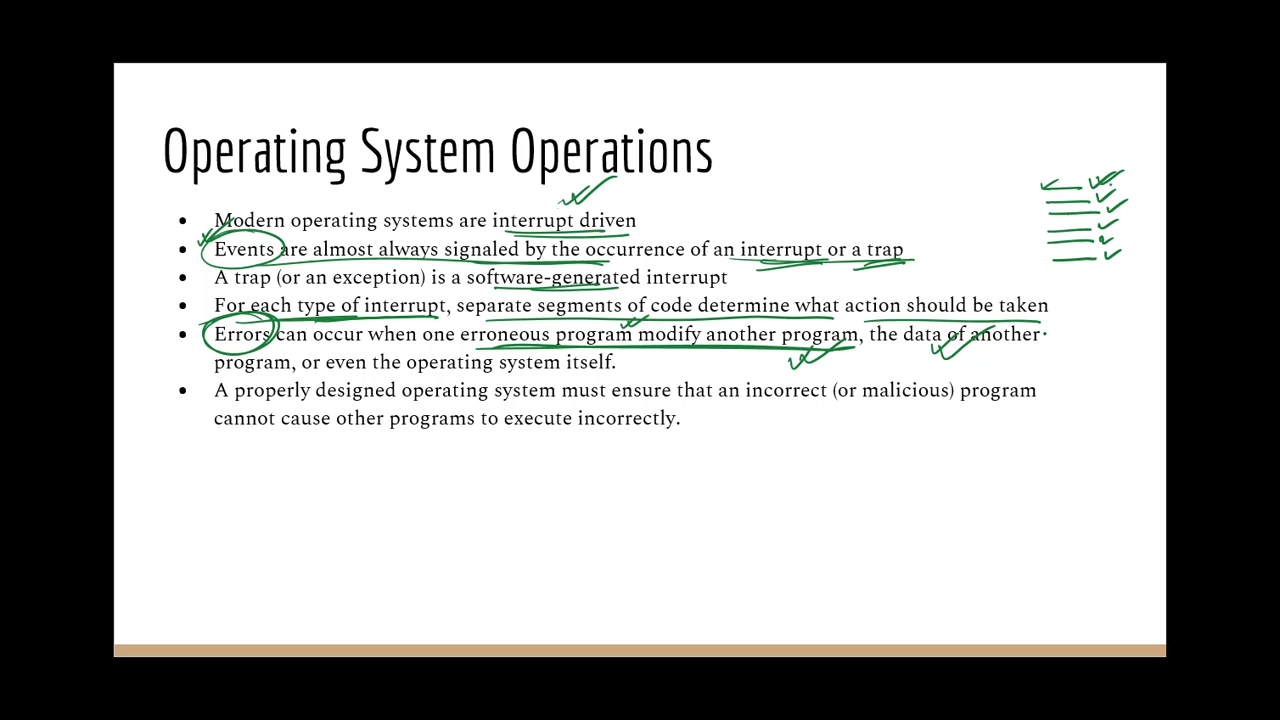 Operating System Operations
• Modern operating systems are interrupt driven
• Events are almost always signaled by the occurrence of an interrupt or a trap
• A trap (or an exception) is a software-generated interrupt
• For each type of interrupt, separate segments of code determine what action should be taken
• Errors can occur when one erroneous program modify another program, the data of another
program, or even the operating system itself.
• A properly designed operating system must ensure that an incorrect (or malicious) program
cannot cause other programs to execute incorrectly.